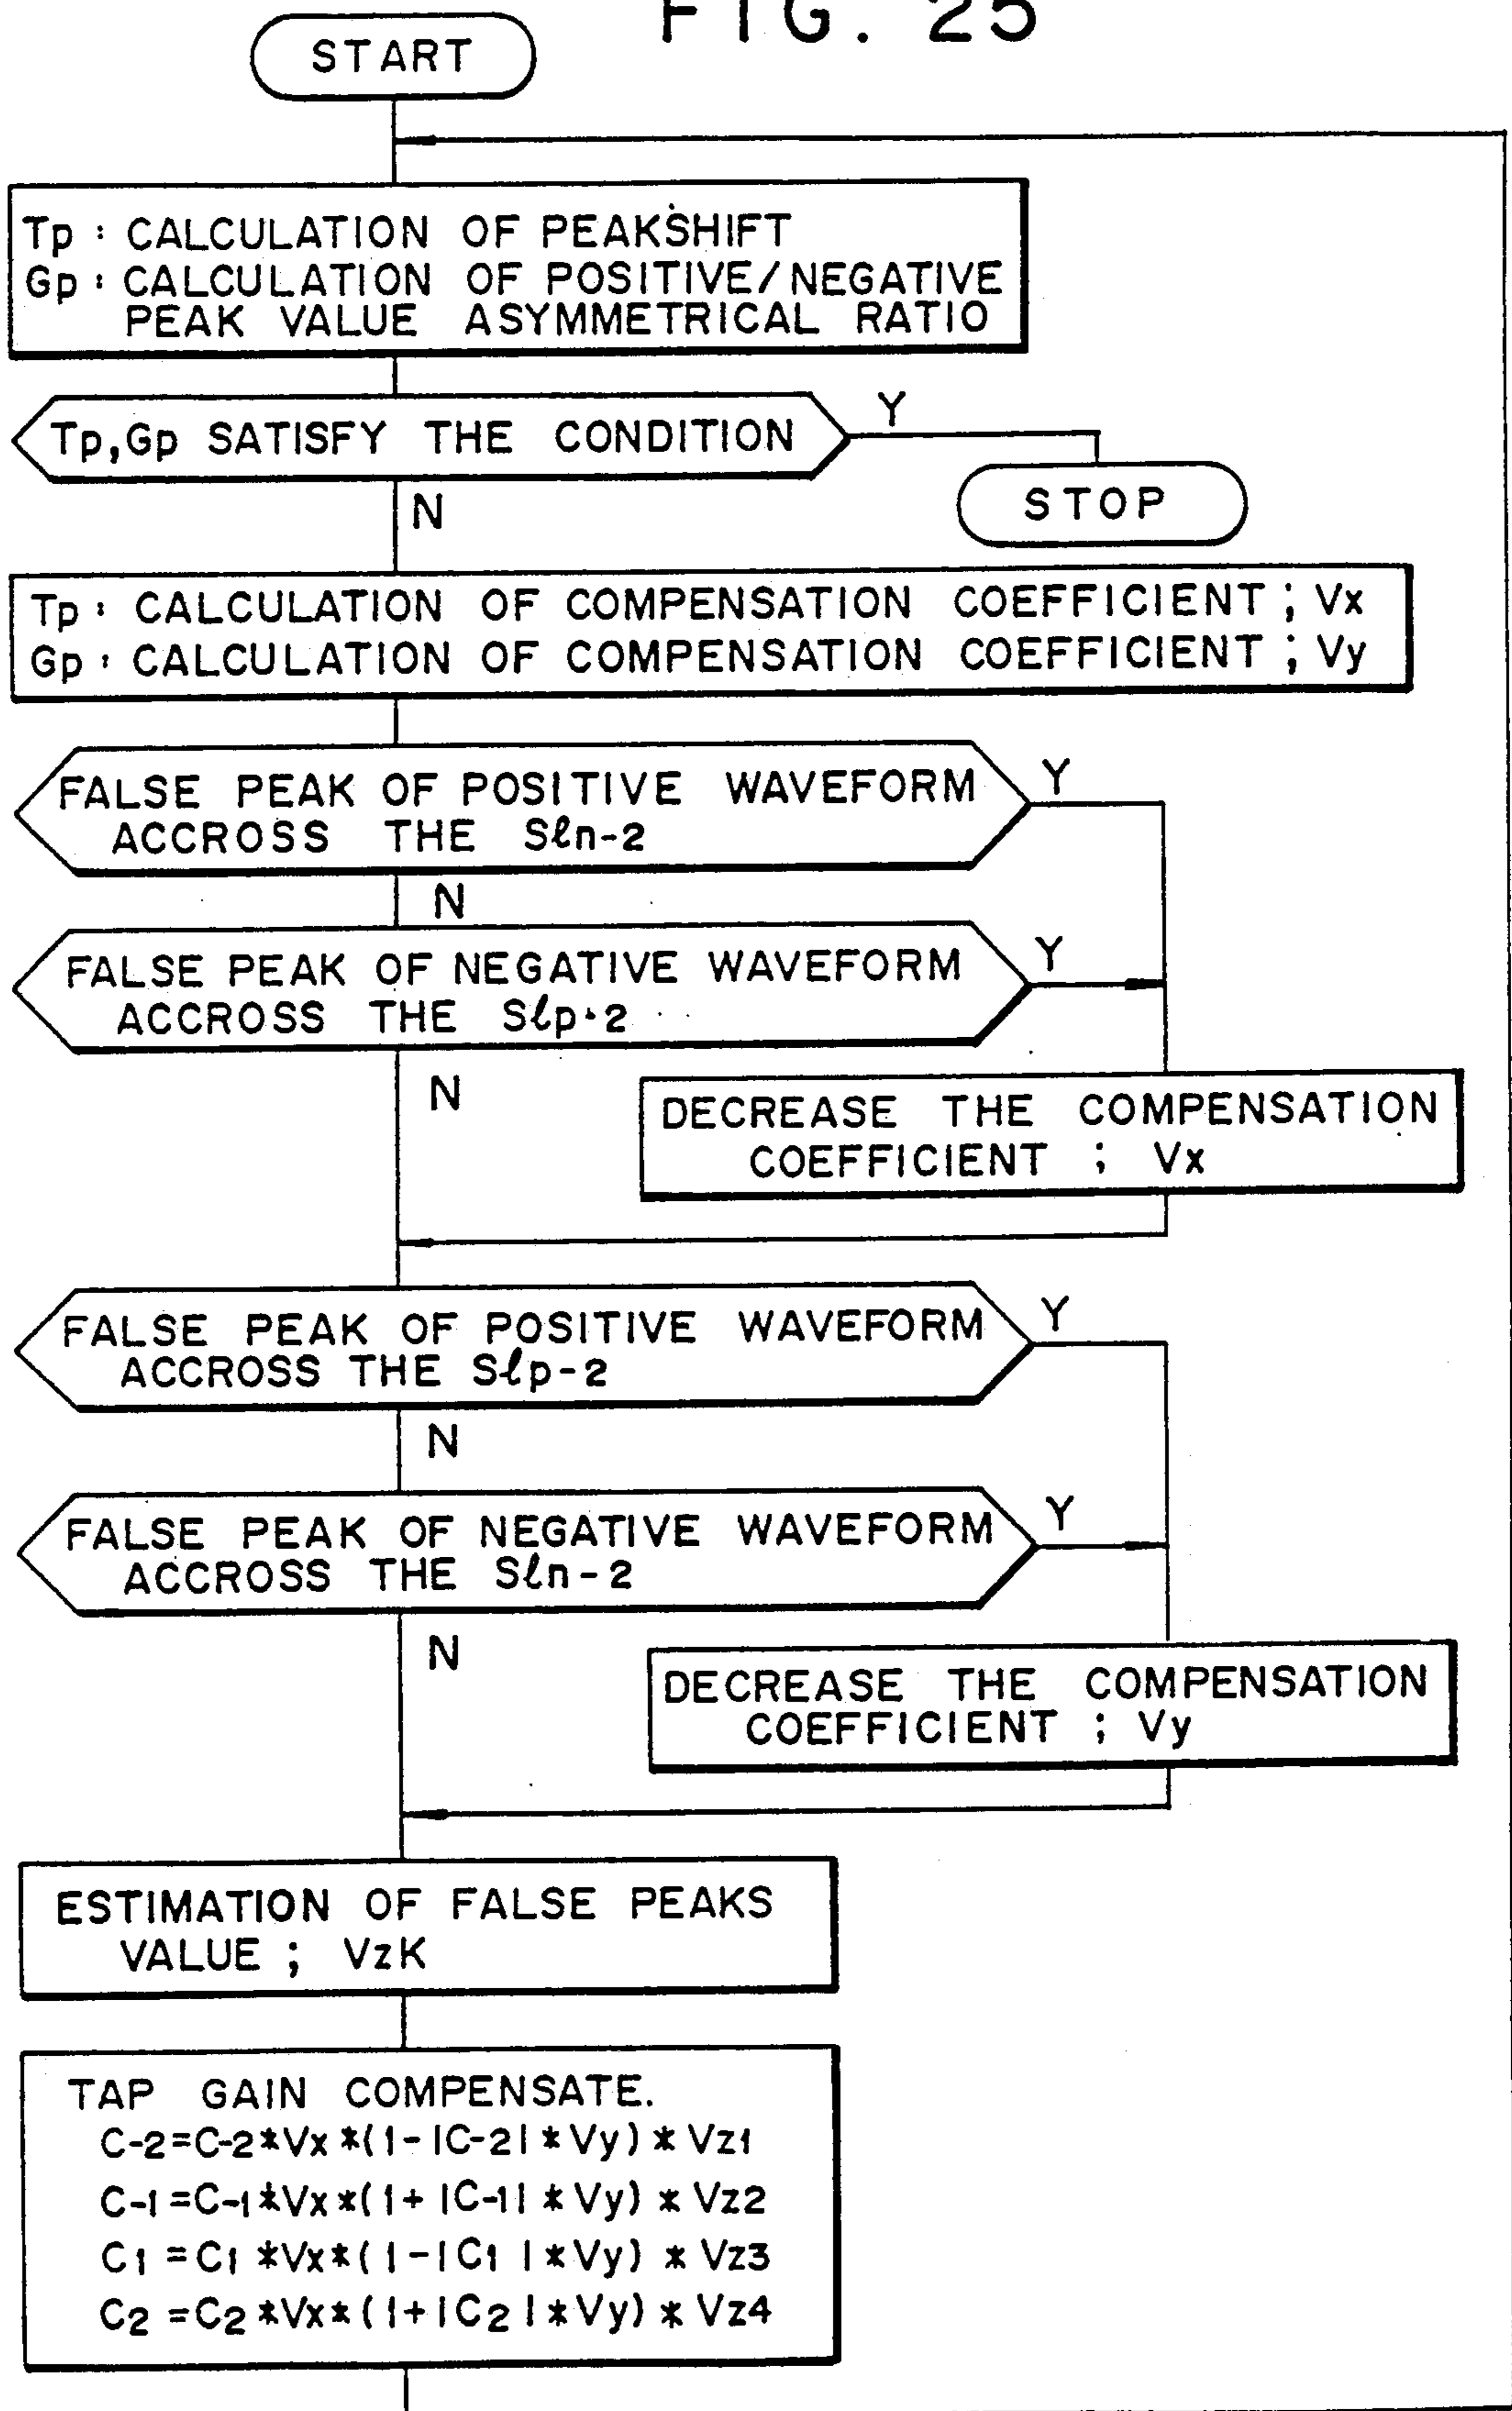 FIG. 25
START
Tp : CALCULATION OF PEAKSHIFT
Gp : CALCULATION OF POSITIVE/NEGATIVE
PEAK VALUE ASYMMETRICAL RATIO
Tp,Gp SATISFY THE CONDITION
Y
STOP
N
Tp : CALCULATION OF COMPENSATION COEFFICIENT ; Vx
Gp : CALCULATION OF COMPENSATION COEFFICIENT ; Vy
FALSE PEAK OF POSITIVE WAVEFORM
ACCROSS THE Sℓn-2
Y
N
FALSE PEAK OF NEGATIVE WAVEFORM
ACCROSS THE Sℓp-2
Y
N
DECREASE THE COMPENSATION
COEFFICIENT ; Vx
FALSE PEAK OF POSITIVE WAVEFORM
ACCROSS THE Sℓp-2
Y
N
FALSE PEAK OF NEGATIVE WAVEFORM
ACCROSS THE Sℓn-2
Y
N
DECREASE THE COMPENSATION
COEFFICIENT ; Vy
ESTIMATION OF FALSE PEAKS
VALUE ; VzK
TAP GAIN COMPENSATE.
C-2=C-2*Vx*(1-|C-2|*Vy)*Vz1
C-1=C-1*Vx*(1+|C-1|*Vy)*Vz2
C1=C1*Vx*(1-|C1|*Vy)*Vz3
C2=C2*Vx*(1+|C2|*Vy)*Vz4